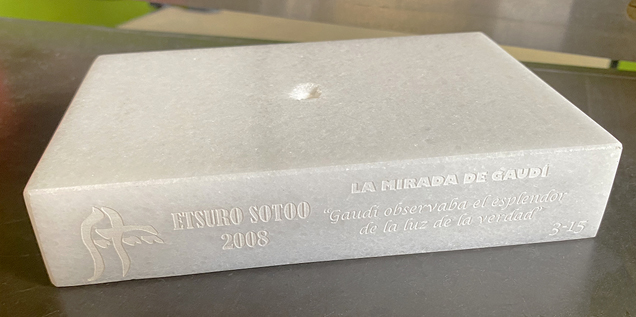 ETSURO SOTOO
2008
LA MIRADA DE GAUDÍ
“Gaudí observaba el esplendor
de la luz de la verdad”
3-15